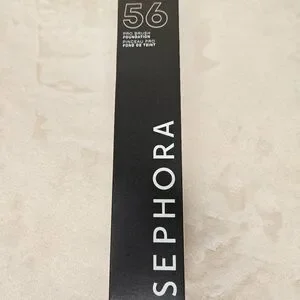 56
PRO BRUSH
FOUNDATION
PINCEAU PRO
FOND DE TEINT
SEPHORA